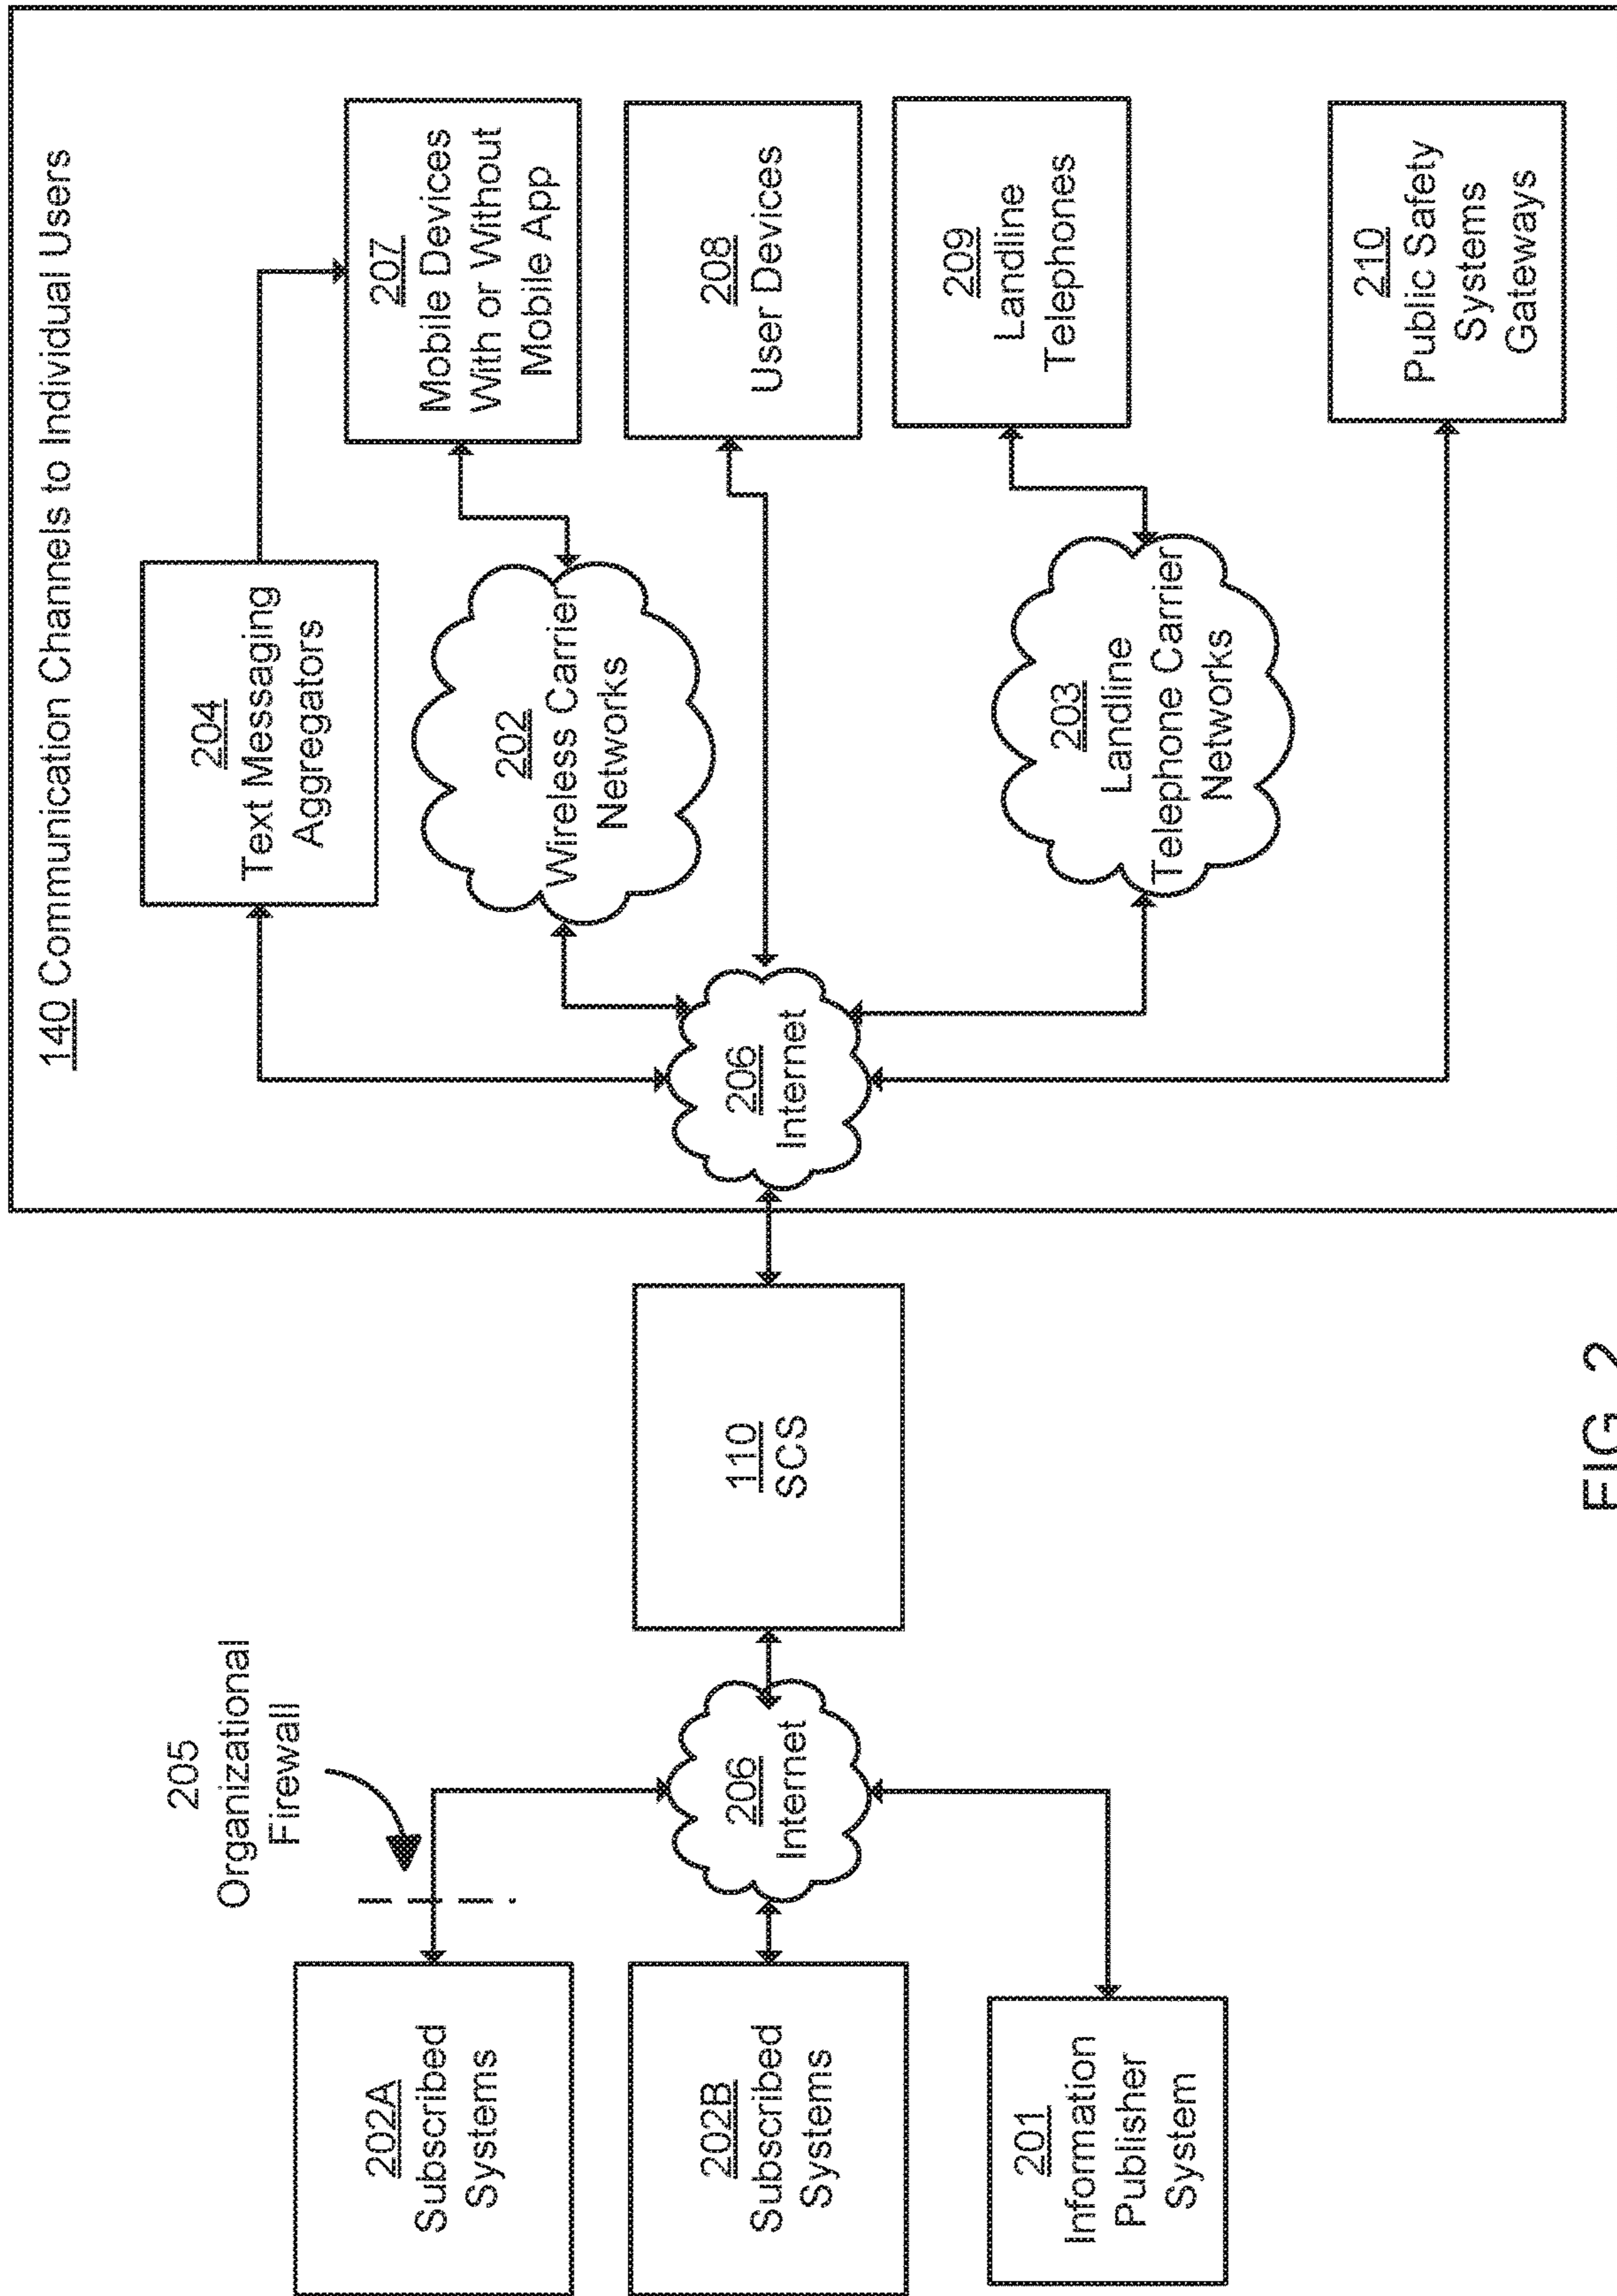 140 Communication Channels to Individual Users
205
Organizational
Firewall
202A
Subscribed
Systems
202B
Subscribed
Systems
201
Information
Publisher
System
206
Internet
110
SCS
206
Internet
204
Text Messaging
Aggregators
202
Wireless Carrier
Networks
203
Landline
Telephone Carrier
Networks
207
Mobile Devices
With or Without
Mobile App
208
User Devices
209
Landline
Telephones
210
Public Safety
Systems
Gateways
FIG. 2